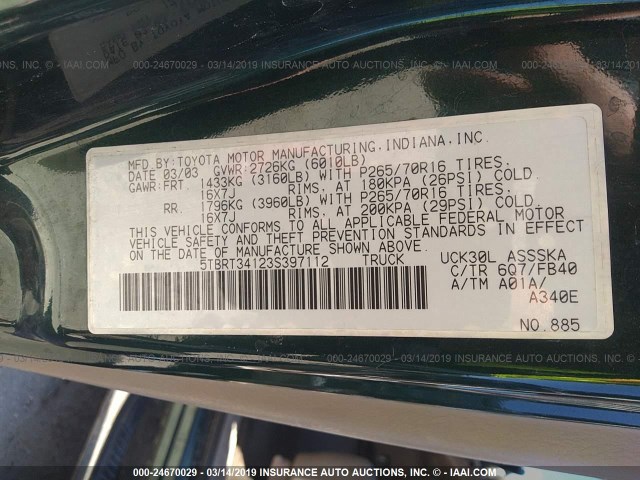 000-24670029 - 03/14/2019 INSURANCE AUTO AUCTIONS, INC. - © - IAAI.COM
MFD.BY:TOYOTA MOTOR MANUFACTURING.INDIANA,INC.
DATE 03/03 GVWR:2726KG (6010LB)
GAWR:FRT 1433KG (3160LB) WITH P265/70R16 TIRES.
16X7J RIMS, AT 180KPA (26PSI) COLD.
RR. 1796KG (3960LB) WITH P265/70R16 TIRES.
16X7J RIMS, AT 200KPA (29PSI) COLD.
THIS VEHICLE CONFORMS TO ALL APPLICABLE FEDERAL MOTOR
VEHICLE SAFETY AND THEFT PREVENTION STANDARDS IN EFFECT
ON THE DATE OF MANUFACTURE SHOWN ABOVE.
5TBRT34123S397112 TRUCK UCK30L ASSSKA
C/TR 6Q7/FB40
A/TM A01A/
A340E
NO.885
000-24670029 - 03/14/2019 INSURANCE AUTO AUCTIONS, INC. - © - IAAI.COM
000-24670029 - 03/14/2019 INSURANCE AUTO AUCTIONS, INC. - © - IAAI.COM